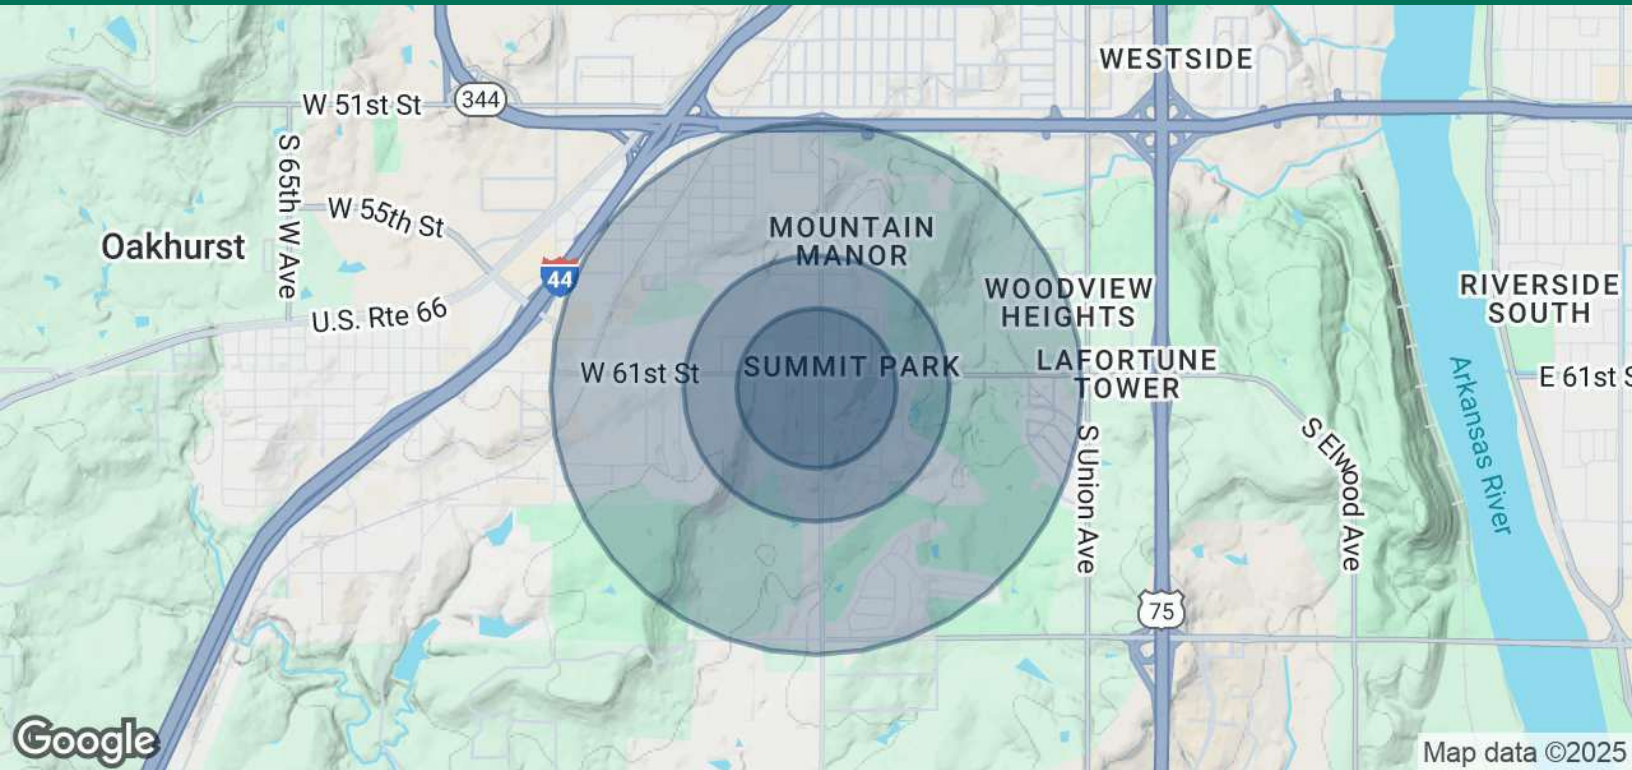 WESTSIDE
W 51st St
344
S 65th W Ave
W 55th St
MOUNTAIN
MANOR
Oakhurst
44
WOODVIEW
HEIGHTS
RIVERSIDE
SOUTH
U.S. Rte 66
W 61st St
SUMMIT PARK
LAFORTUNE
TOWER
E 61st S
Arkansas River
S Union Ave
S Elwood Ave
75
Google
Map data ©2025